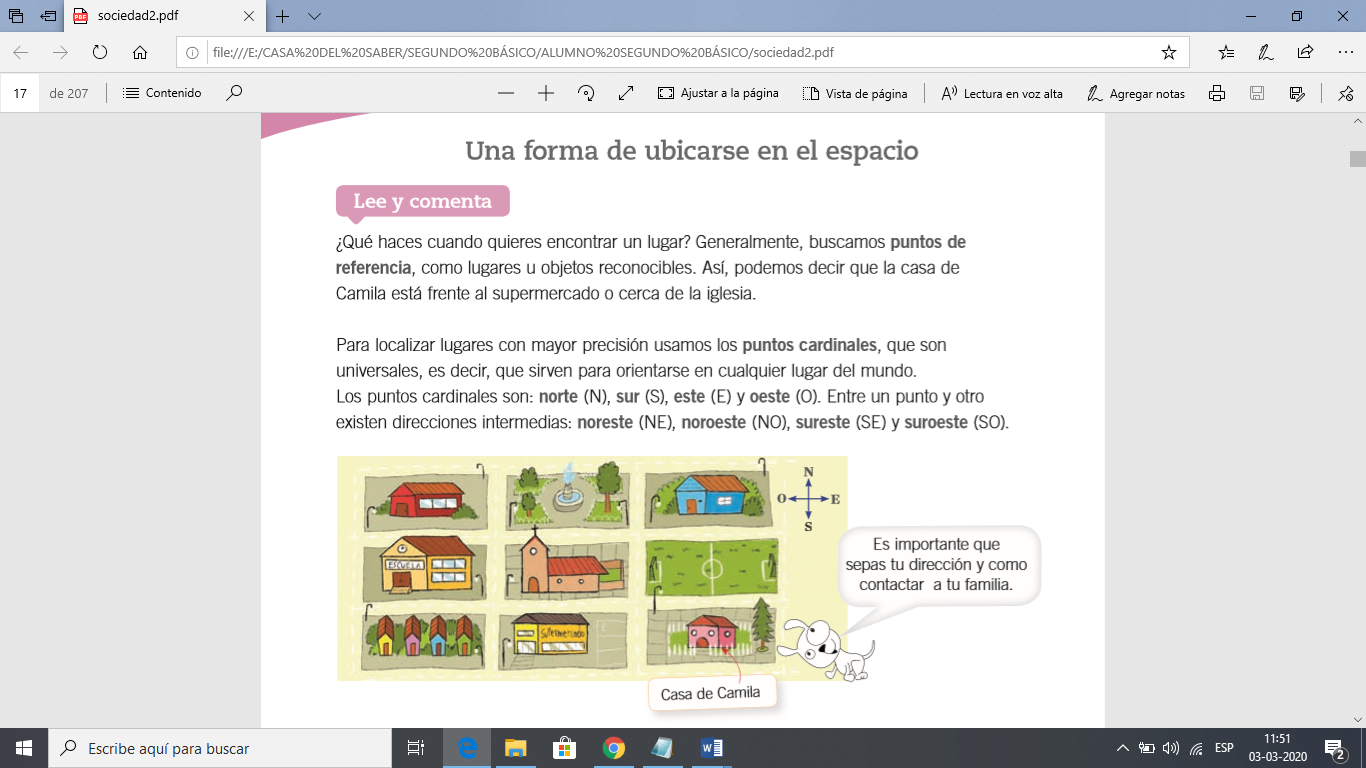 sociedad2.pdf
file:///E:/CASA%20DEL%20SABER/SEGUNDO%20BÁSICO/ALUMNO%20SEGUNDO%20BÁSICO/sociedad2.pdf
17 de 207 Contenido Ajustar a la página Vista de página Lectura en voz alta Agregar notas
Una forma de ubicarse en el espacio
Lee y comenta
¿Qué haces cuando quieres encontrar un lugar? Generalmente, buscamos puntos de
referencia, como lugares u objetos reconocibles. Así, podemos decir que la casa de
Camila está frente al supermercado o cerca de la iglesia.
Para localizar lugares con mayor precisión usamos los puntos cardinales, que son
universales, es decir, que sirven para orientarse en cualquier lugar del mundo.
Los puntos cardinales son: norte (N), sur (S), este (E) y oeste (O). Entre un punto y otro
existen direcciones intermedias: noreste (NE), noroeste (NO), sureste (SE) y suroeste (SO).
N
O E
S
ESCUELA
Supermercado
Es importante que
sepas tu dirección y como
contactar a tu familia.
Casa de Camila
Escribe aquí para buscar
ESP
11:51
03-03-2020
2